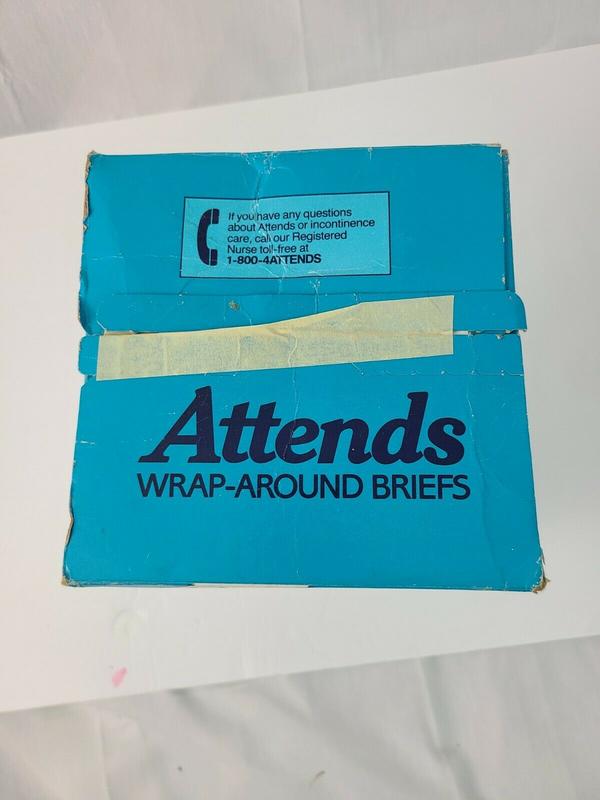 If you have any questions
about Attends or incontinence
care, call our Registered
Nurse toll-free at
1-800-4ATTENDS
Attends
WRAP-AROUND BRIEFS